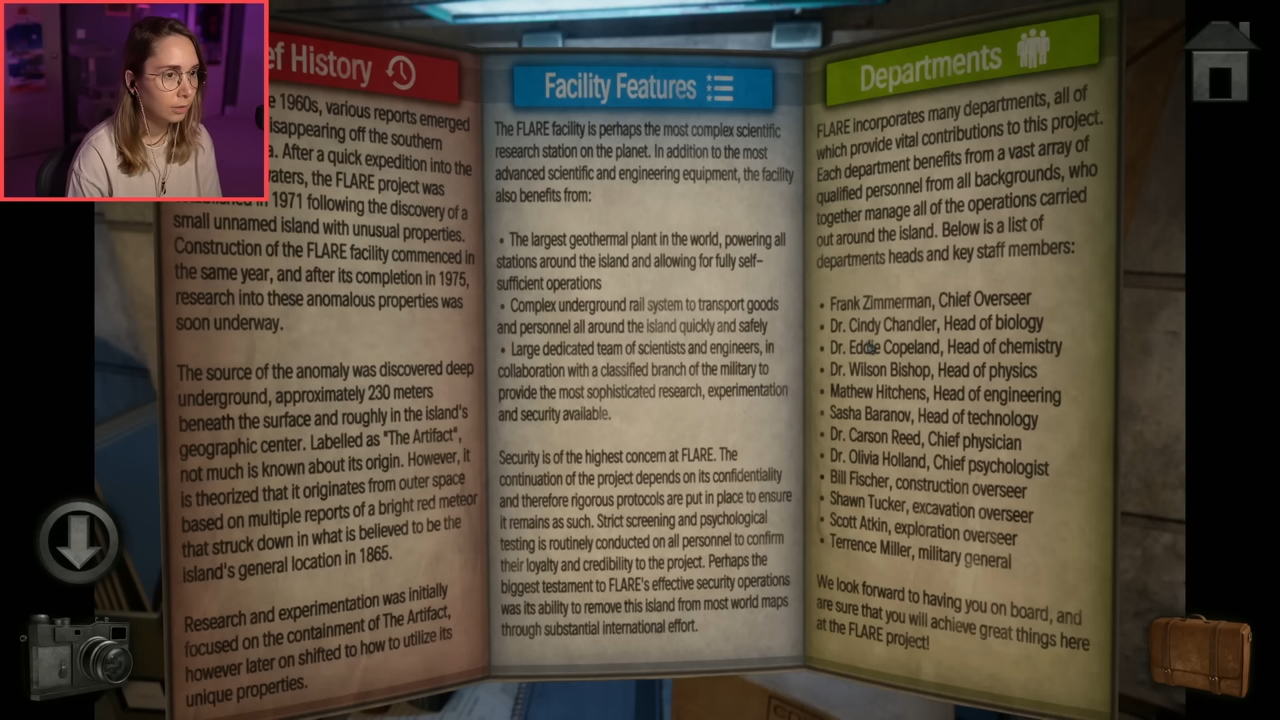 ef History
e 1960s, various reports emerged
isappearing off the southern
a. After a quick expedition into the
vaters, the FLARE project was
in 1971 following the discovery of a
small unnamed island with unusual properties.
Construction of the FLARE facility commenced in
the same year, and after its completion in 1975,
research into these anomalous properties was
soon underway.
The source of the anomaly was discovered deep
underground, approximately 230 meters
beneath the surface and roughly in the island's
geographic center. Labelled as "The Artifact",
not much is known about its origin. However, it
is theorized that it originates from outer space
based on multiple reports of a bright red meteor
that struck down in what is believed to be the
island's general location in 1865.
Research and experimentation was initially
focused on the containment of The Artifact,
however later on shifted to how to utilize its
unique properties.
Facility Features
The FLARE facility is perhaps the most complex scientific
research station on the planet. In addition to the most
advanced scientific and engineering equipment, the facility
also benefits from:
• The largest geothermal plant in the world, powering all
stations around the island and allowing for fully self-
sufficient operations
• Complex underground rail system to transport goods
and personnel all around the island quickly and safely
• Large dedicated team of scientists and engineers, in
collaboration with a classified branch of the military to
provide the most sophisticated research, experimentation
and security available.
Security is of the highest concern at FLARE. The
continuation of the project depends on its confidentiality
and therefore rigorous protocols are put in place to ensure
it remains as such. Strict screening and psychological
testing is routinely conducted on all personnel to confirm
their loyalty and credibility to the project. Perhaps the
biggest testament to FLARE's effective security operations
was its ability to remove this island from most world maps
through substantial international effort.
Departments
FLARE incorporates many departments, all of
which provide vital contributions to this project.
Each department benefits from a vast array of
qualified personnel from all backgrounds, who
together manage all of the operations carried
out around the island. Below is a list of
departments heads and key staff members:
• Frank Zimmerman, Chief Overseer
• Dr. Cindy Chandler, Head of biology
• Dr. Eddie Copeland, Head of chemistry
• Dr. Wilson Bishop, Head of physics
• Mathew Hitchens, Head of engineering
• Sasha Baranov, Head of technology
• Dr. Carson Reed, Chief physician
• Dr. Olivia Holland, Chief psychologist
• Bill Fischer, construction overseer
• Shawn Tucker, excavation overseer
• Scott Atkin, exploration overseer
• Terrence Miller, military general
We look forward to having you on board, and
are sure that you will achieve great things here
at the FLARE project!